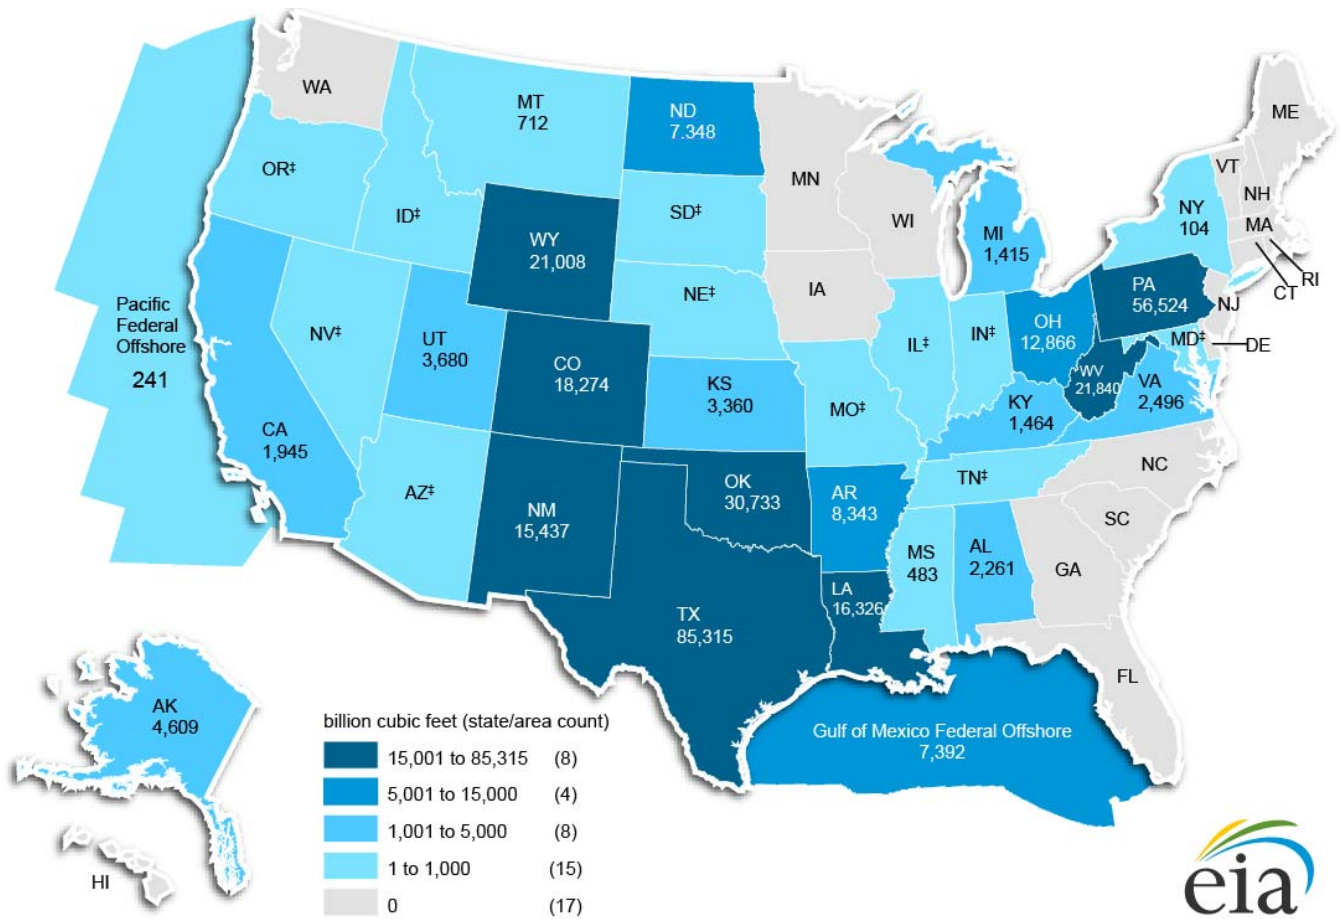 WA
MT
712
ND
7.348
MN
ME
VT
NH
OR‡
ID‡
SD‡
WI
MI
1,415
NY
104
MA
RI
CT
WY
21,008
NE‡
IA
PA
56,524
NJ
Pacific
Federal
Offshore
241
NV‡
UT
3,680
CO
18,274
IL‡
IN‡
OH
12,866
MD‡
DE
KS
3,360
MO‡
WV
21,840
VA
2,496
KY
1,464
CA
1,945
AZ‡
NM
15,437
OK
30,733
AR
8,343
TN‡
NC
SC
MS
483
AL
2,261
GA
TX
85,315
LA
16,326
FL
AK
4,609
Gulf of Mexico Federal Offshore
7,392
HI
billion cubic feet (state/area count)
15,001 to 85,315 (8)
5,001 to 15,000 (4)
1,001 to 5,000 (8)
1 to 1,000 (15)
0 (17)
eia